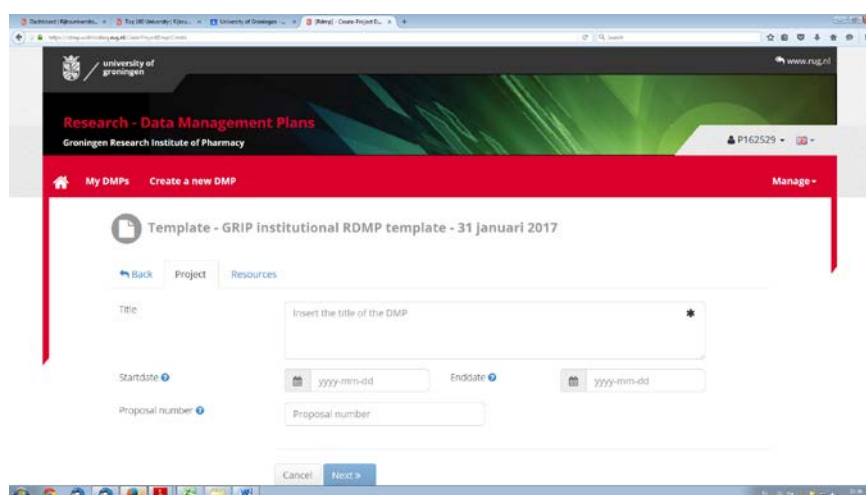 university of
groningen
www.rug.nl
Research - Data Management Plans
Groningen Research Institute of Pharmacy
P162529
My DMPs Create a new DMP Manage
Template - GRIP institutional RDMP template - 31 januari 2017
Back Project Resources
Title Insert the title of the DMP
Startdate yyyy-mm-dd Enddate yyyy-mm-dd
Proposal number Proposal number
Cancel Next »